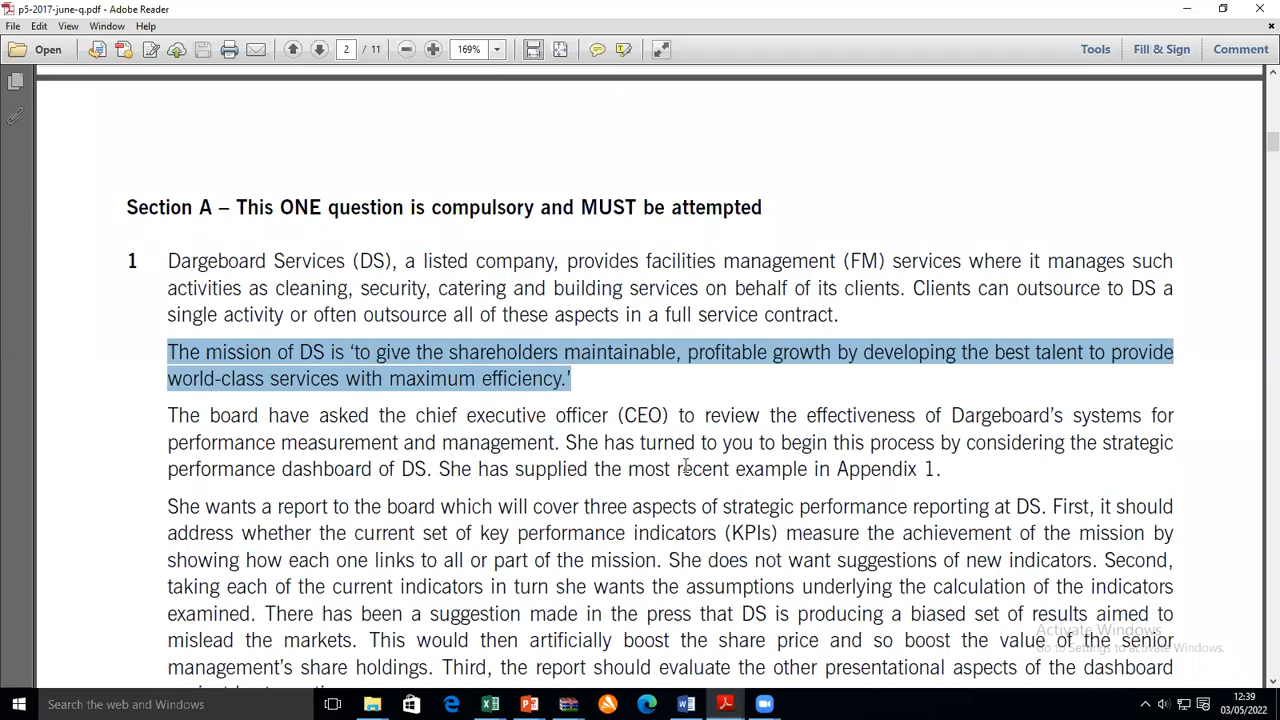 p5-2017-june-q.pdf - Adobe Reader
File Edit View Window Help
Open 2 / 11 169% Tools Fill & Sign Comment
Section A – This ONE question is compulsory and MUST be attempted
1 Dargeboard Services (DS), a listed company, provides facilities management (FM) services where it manages such
activities as cleaning, security, catering and building services on behalf of its clients. Clients can outsource to DS a
single activity or often outsource all of these aspects in a full service contract.
The mission of DS is ‘to give the shareholders maintainable, profitable growth by developing the best talent to provide
world-class services with maximum efficiency.’
The board have asked the chief executive officer (CEO) to review the effectiveness of Dargeboard’s systems for
performance measurement and management. She has turned to you to begin this process by considering the strategic
performance dashboard of DS. She has supplied the most recent example in Appendix 1.
She wants a report to the board which will cover three aspects of strategic performance reporting at DS. First, it should
address whether the current set of key performance indicators (KPIs) measure the achievement of the mission by
showing how each one links to all or part of the mission. She does not want suggestions of new indicators. Second,
taking each of the current indicators in turn she wants the assumptions underlying the calculation of the indicators
examined. There has been a suggestion made in the press that DS is producing a biased set of results aimed to
mislead the markets. This would then artificially boost the share price and so boost the value of the senior
management’s share holdings. Third, the report should evaluate the other presentational aspects of the dashboard
Activate Windows
Go to Settings to activate Windows.
Search the web and Windows
12:39
03/05/2022